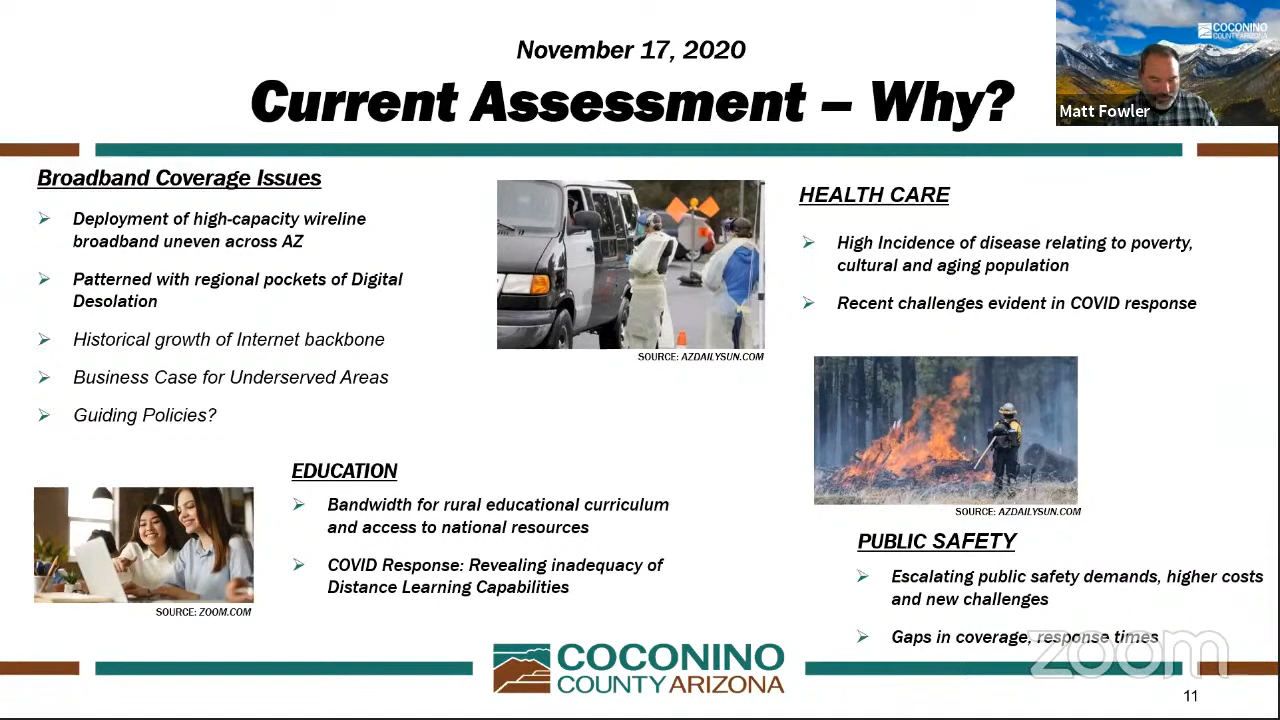 November 17, 2020
Current Assessment – Why?
COCONINO
COUNTY ARIZONA
Matt Fowler
Broadband Coverage Issues
Deployment of high-capacity wireline
broadband uneven across AZ
Patterned with regional pockets of Digital
Desolation
Historical growth of Internet backbone
Business Case for Underserved Areas
Guiding Policies?
SOURCE: AZDAILYSUN.COM
HEALTH CARE
High Incidence of disease relating to poverty,
cultural and aging population
Recent challenges evident in COVID response
SOURCE: AZDAILYSUN.COM
EDUCATION
Bandwidth for rural educational curriculum
and access to national resources
COVID Response: Revealing inadequacy of
Distance Learning Capabilities
SOURCE: ZOOM.COM
PUBLIC SAFETY
Escalating public safety demands, higher costs
and new challenges
Gaps in coverage, response times
zoom
COCONINO
COUNTY ARIZONA
11